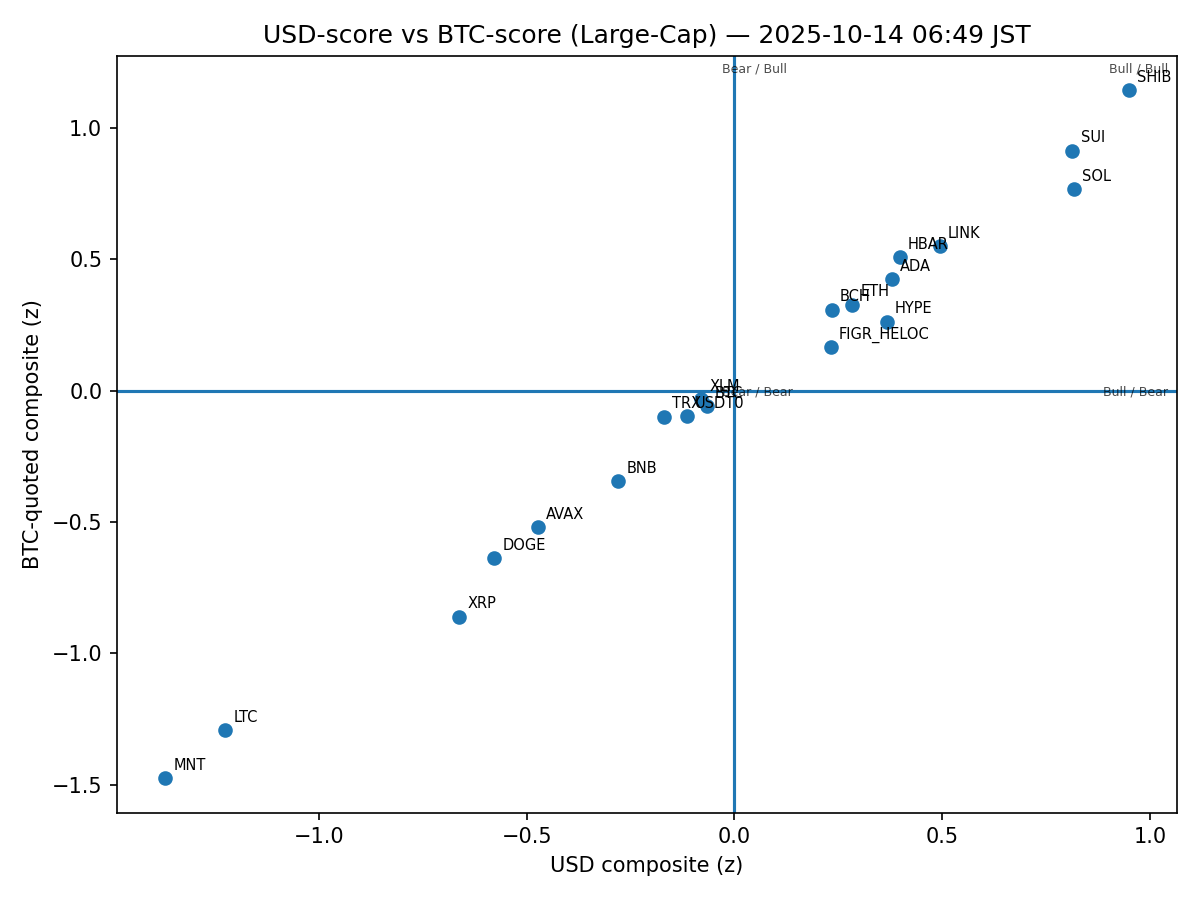 USD-score vs BTC-score (Large-Cap) — 2025-10-14 06:49 JST
Bear / Bull
Bull / Bull
SHIB
1.0
SUI
SOL
LINK
HBAR
0.5
ADA
ETH
BCH
HYPE
FIGR_HELOC
XLM
0.0
BTC
Bear / Bear
Bull / Bear
TRX
USDT0
BNB
−0.5
AVAX
DOGE
XRP
−1.0
LTC
MNT
−1.5
BTC-quoted composite (z)
−1.0
−0.5
0.0
0.5
1.0
USD composite (z)